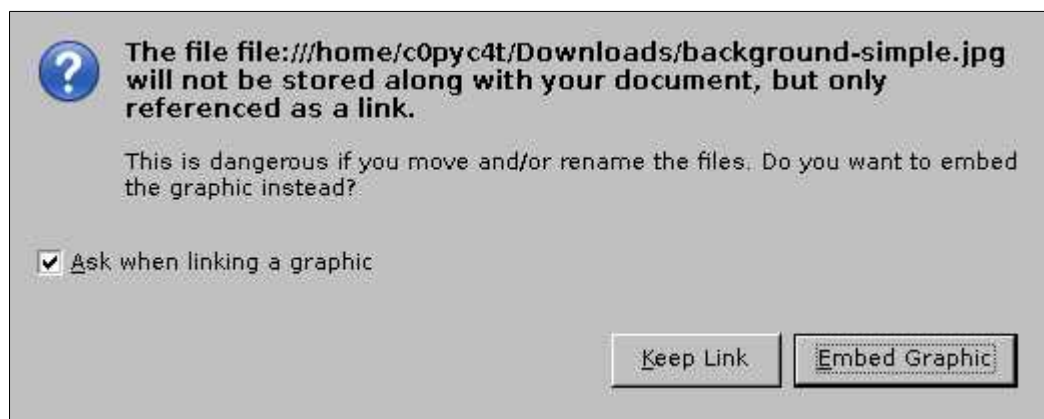 The file file:///home/c0pyc4t/Downloads/background-simple.jpg
will not be stored along with your document, but only
referenced as a link.
This is dangerous if you move and/or rename the files. Do you want to embed
the graphic instead?
Ask when linking a graphic
Keep Link
Embed Graphic